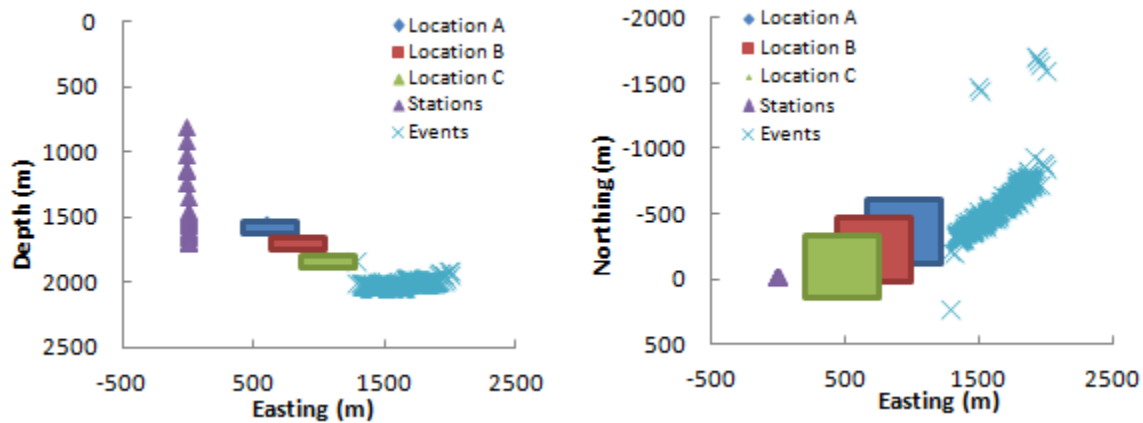 0
500
1000
1500
2000
2500
-500
500
1500
2500
Depth (m)
Easting (m)
Location A
Location B
Location C
Stations
Events
-2000
-1500
-1000
-500
0
500
-500
500
1500
2500
Northing (m)
Easting (m)
Location A
Location B
Location C
Stations
Events